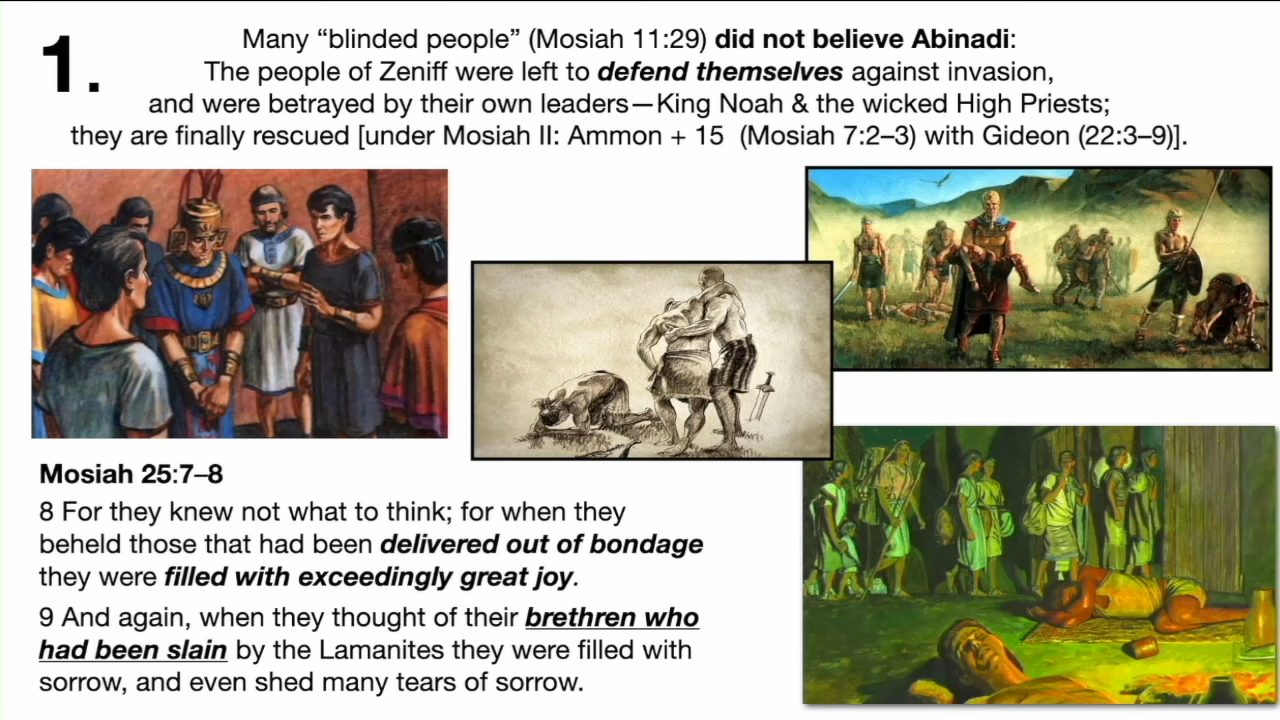 1.
Many “blinded people” (Mosiah 11:29) did not believe Abinadi:
The people of Zeniff were left to defend themselves against invasion,
and were betrayed by their own leaders—King Noah & the wicked High Priests;
they are finally rescued [under Mosiah II: Ammon + 15 (Mosiah 7:2–3) with Gideon (22:3–9)].
Mosiah 25:7–8
8 For they knew not what to think; for when they
beheld those that had been delivered out of bondage
they were filled with exceedingly great joy.
9 And again, when they thought of their brethren who
had been slain by the Lamanites they were filled with
sorrow, and even shed many tears of sorrow.